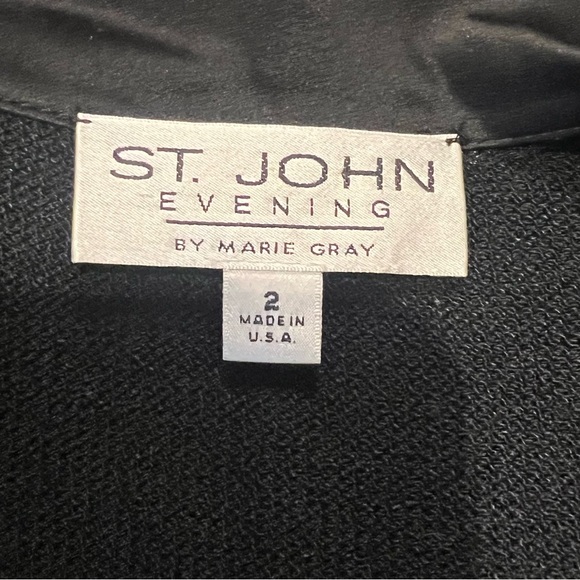 ST. JOHN
EVENING
BY MARIE GRAY
2
MADE IN
U.S.A.